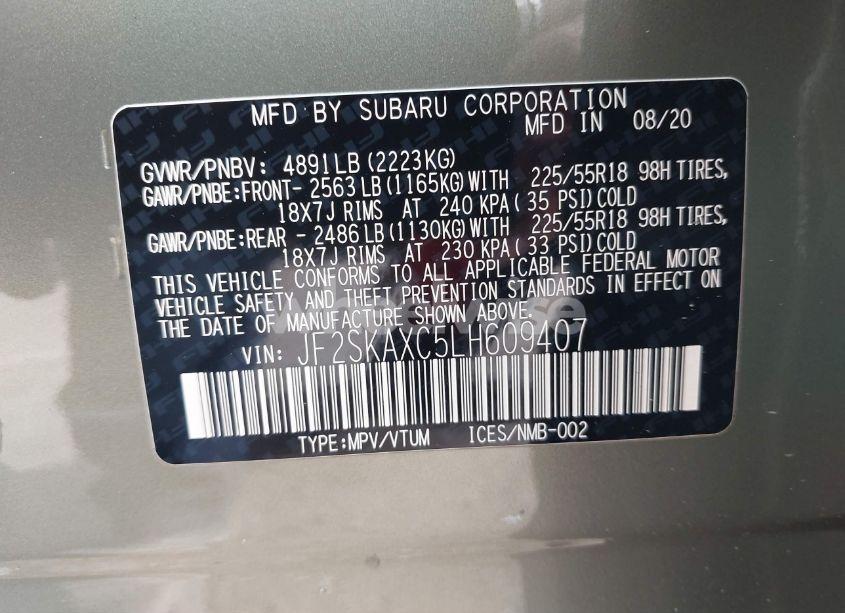 MFD BY SUBARU CORPORATION
MFD IN 08/20
GVWR/PNBV: 4891LB (2223KG)
GAWR/PNBE:FRONT- 2563 LB (1165KG) WITH 225/55R18 98H TIRES,
18X7J RIMS AT 240 KPA ( 35 PSI) COLD
GAWR/PNBE:REAR - 2486 LB (1130KG) WITH 225/55R18 98H TIRES,
18X7J RIMS AT 230 KPA ( 33 PSI) COLD
THIS VEHICLE CONFORMS TO ALL APPLICABLE FEDERAL MOTOR
VEHICLE SAFETY AND THEFT PREVENTION STANDARDS IN EFFECT ON
THE DATE OF MANUFACTURE SHOWN ABOVE.
VIN: JF2SKAXC5LH609407
TYPE:MPV/VTUM ICES/NMB-002